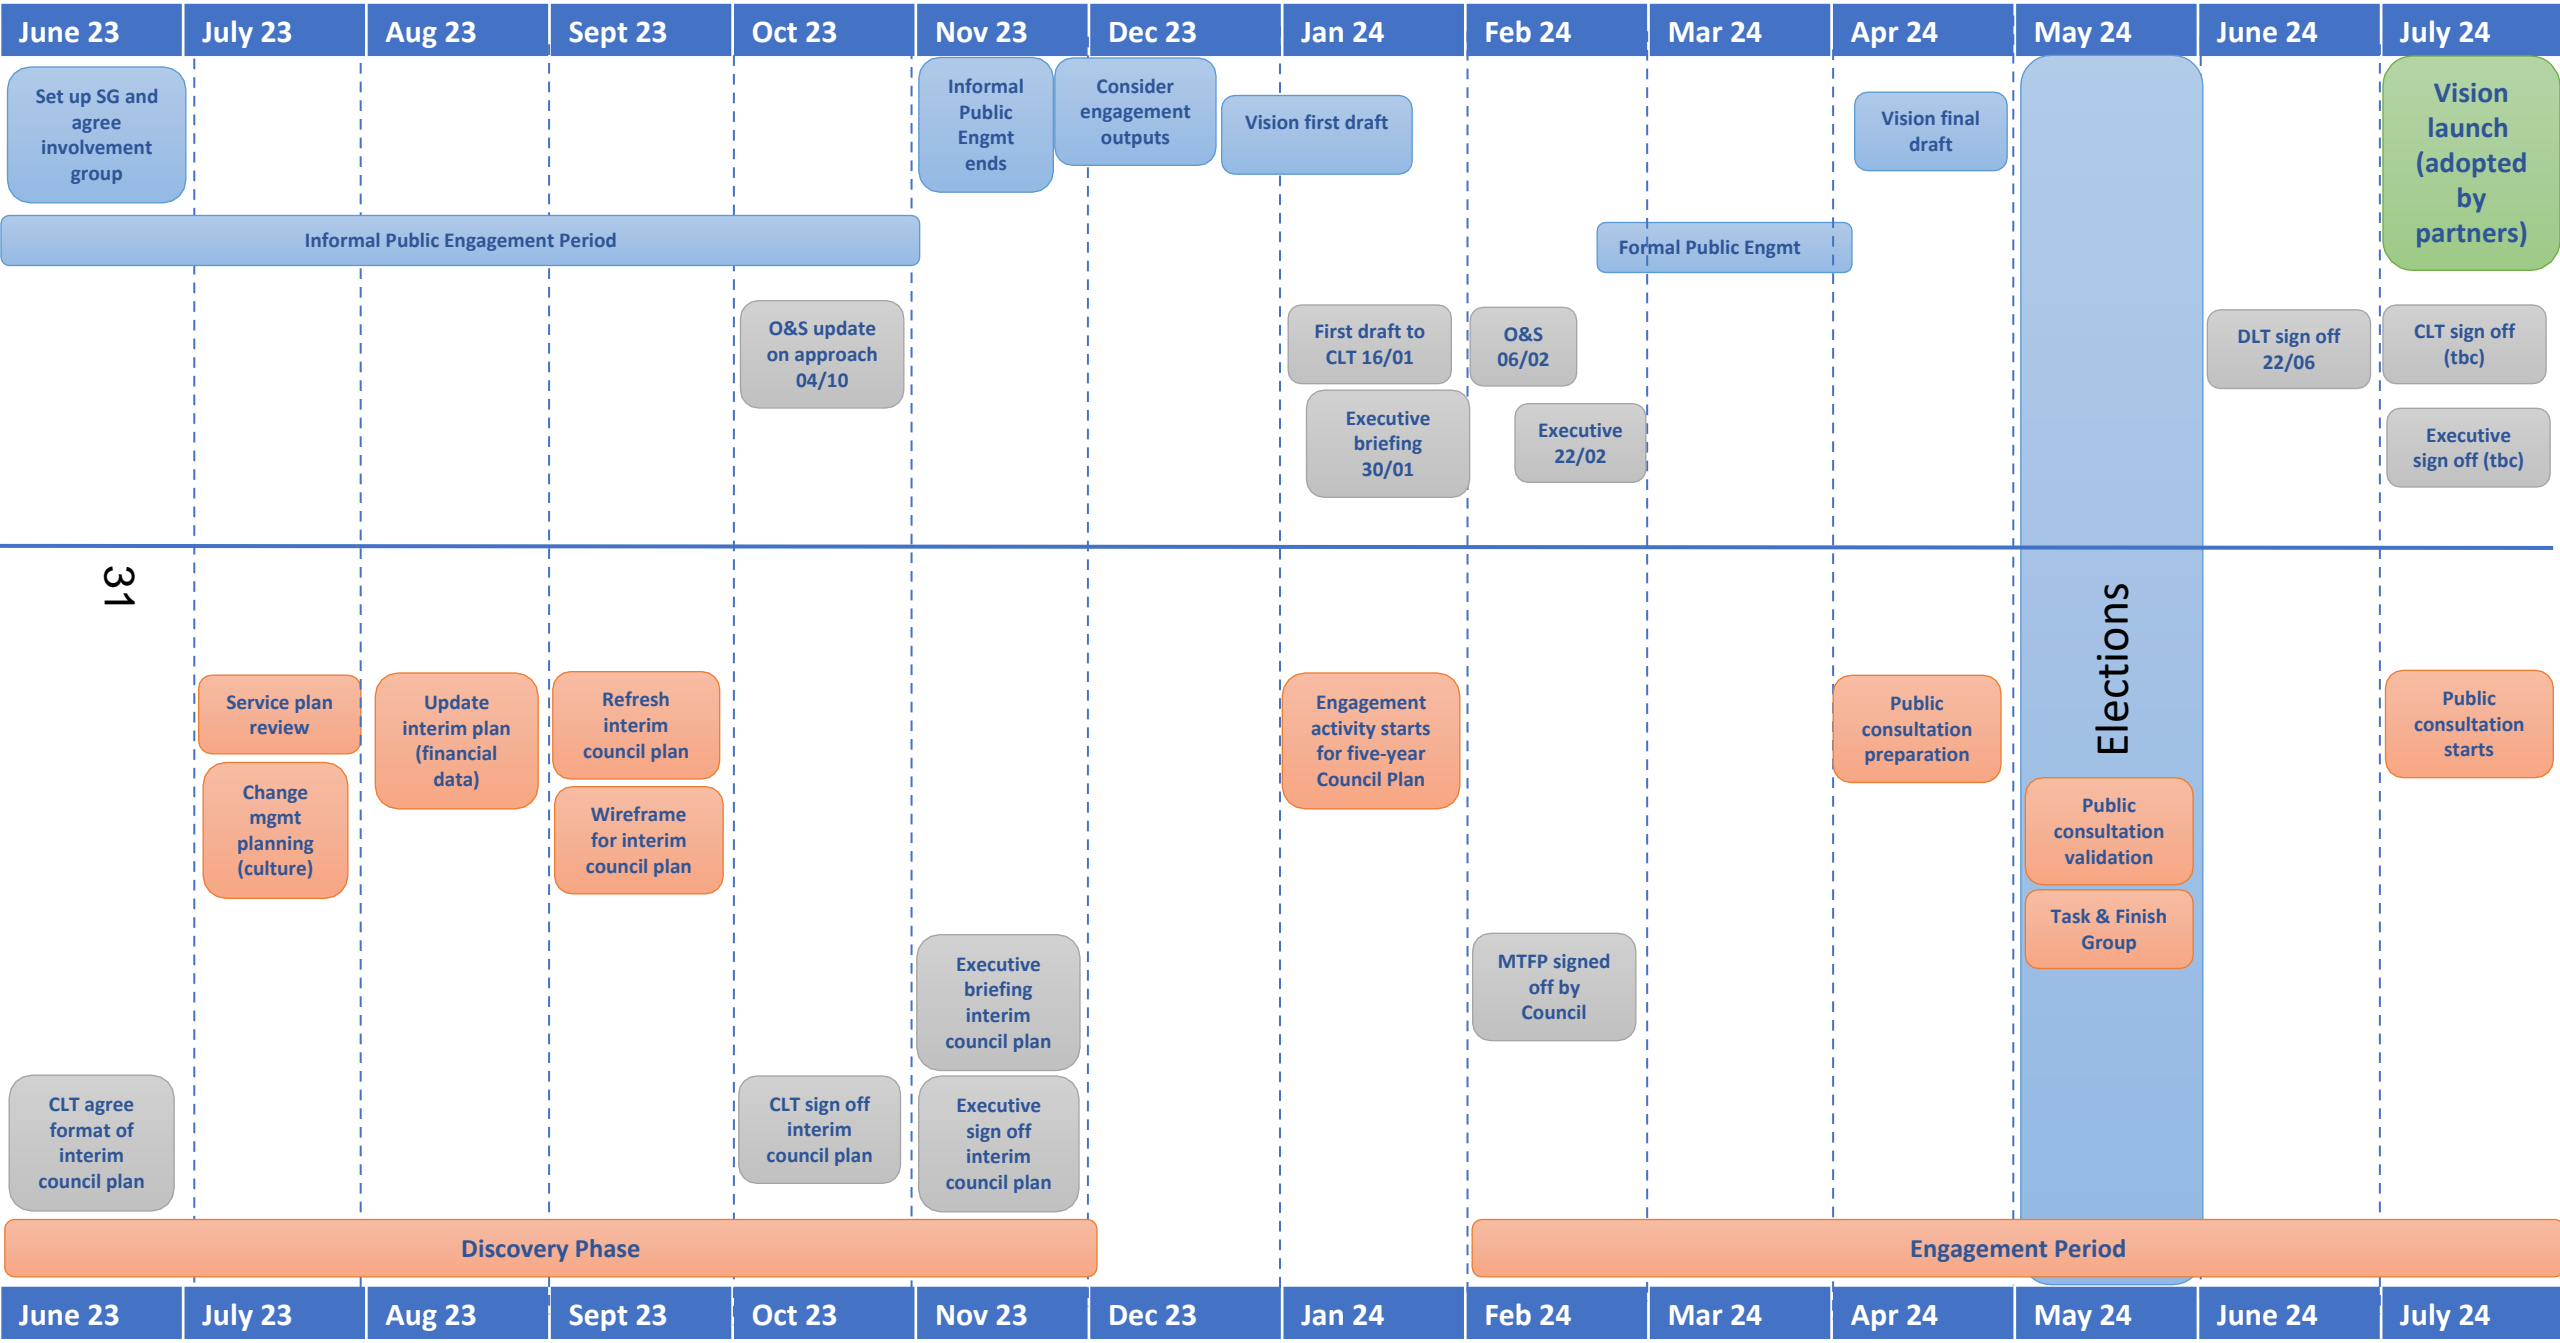 June 23
July 23
Aug 23
Sept 23
Oct 23
Nov 23
Dec 23
Jan 24
Feb 24
Mar 24
Apr 24
May 24
June 24
July 24
Set up SG and
agree
involvement
group
Informal
Public
Engmt
ends
Consider
engagement
outputs
Vision first draft
Vision final
draft
Vision
launch
(adopted
by
partners)
Informal Public Engagement Period
Formal Public Engmt
O&S update
on approach
04/10
First draft to
CLT 16/01
O&S
06/02
DLT sign off
22/06
CLT sign off
(tbc)
Executive
briefing
30/01
Executive
22/02
Executive
sign off (tbc)
31
Elections
Service plan
review
Update
interim plan
(financial
data)
Refresh
interim
council plan
Engagement
activity starts
for five-year
Council Plan
Public
consultation
preparation
Public
consultation
starts
Change
mgmt
planning
(culture)
Wireframe
for interim
council plan
Public
consultation
validation
Task & Finish
Group
Executive
briefing
interim
council plan
MTFP signed
off by
Council
CLT agree
format of
interim
council plan
CLT sign off
interim
council plan
Executive
sign off
interim
council plan
Discovery Phase
Engagement Period
June 23
July 23
Aug 23
Sept 23
Oct 23
Nov 23
Dec 23
Jan 24
Feb 24
Mar 24
Apr 24
May 24
June 24
July 24